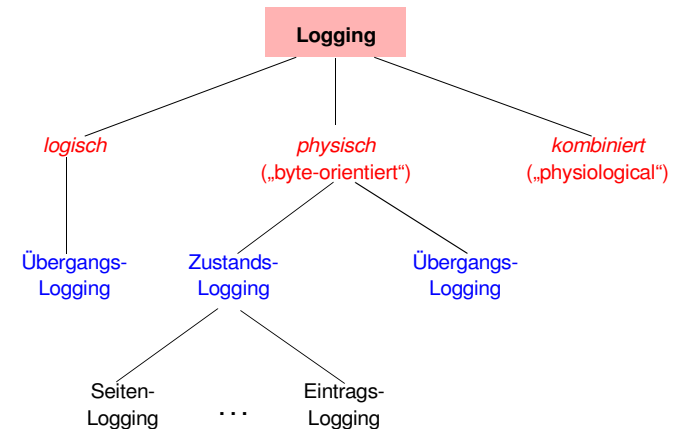 Logging
logisch
physisch
(„byte-orientiert“)
kombiniert
(„physiological“)
Übergangs-
Logging
Zustands-
Logging
Übergangs-
Logging
Seiten-
Logging
...
Eintrags-
Logging